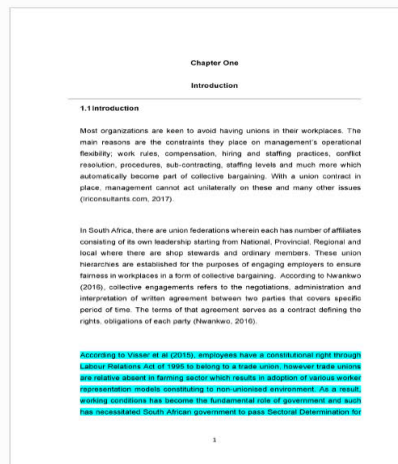 Chapter One
Introduction
1.1 Introduction
Most organizations are keen to avoid having unions in their workplaces. The
main reasons are the constraints they place on management's operational
flexibility; work rules, compensation, hiring and staffing practices, conflict
resolution, procedures, sub-contracting, staffing levels and much more which
automatically become part of collective bargaining. With a union contract in
place, management cannot act unilaterally on these and many other issues
(iriconsultants.com, 2017).
In South Africa, there are union federations wherein each has number of affiliates
consisting of its own leadership starting from National, Provincial, Regional and
local where there are shop stewards and ordinary members. These union
hierarchies are established for the purposes of engaging employers to ensure
fairness in workplaces in a form of collective bargaining. According to Nwankwo
(2016), collective engagements refers to the negotiations, administration and
interpretation of written agreement between two parties that covers specific
period of time. The terms of that agreement serves as a contract defining the
rights, obligations of each party (Nwankwo, 2016).
According to Visser et al (2015), employees have a constitutional right through
Labour Relations Act of 1995 to belong to a trade union, however trade unions
are relative absent in farming sector which results in adoption of various worker
representation models constituting to non-unionised environment. As a result,
working conditions has become the fundamental role of government and such
has necessitated South African government to pass Sectoral Determination for
1